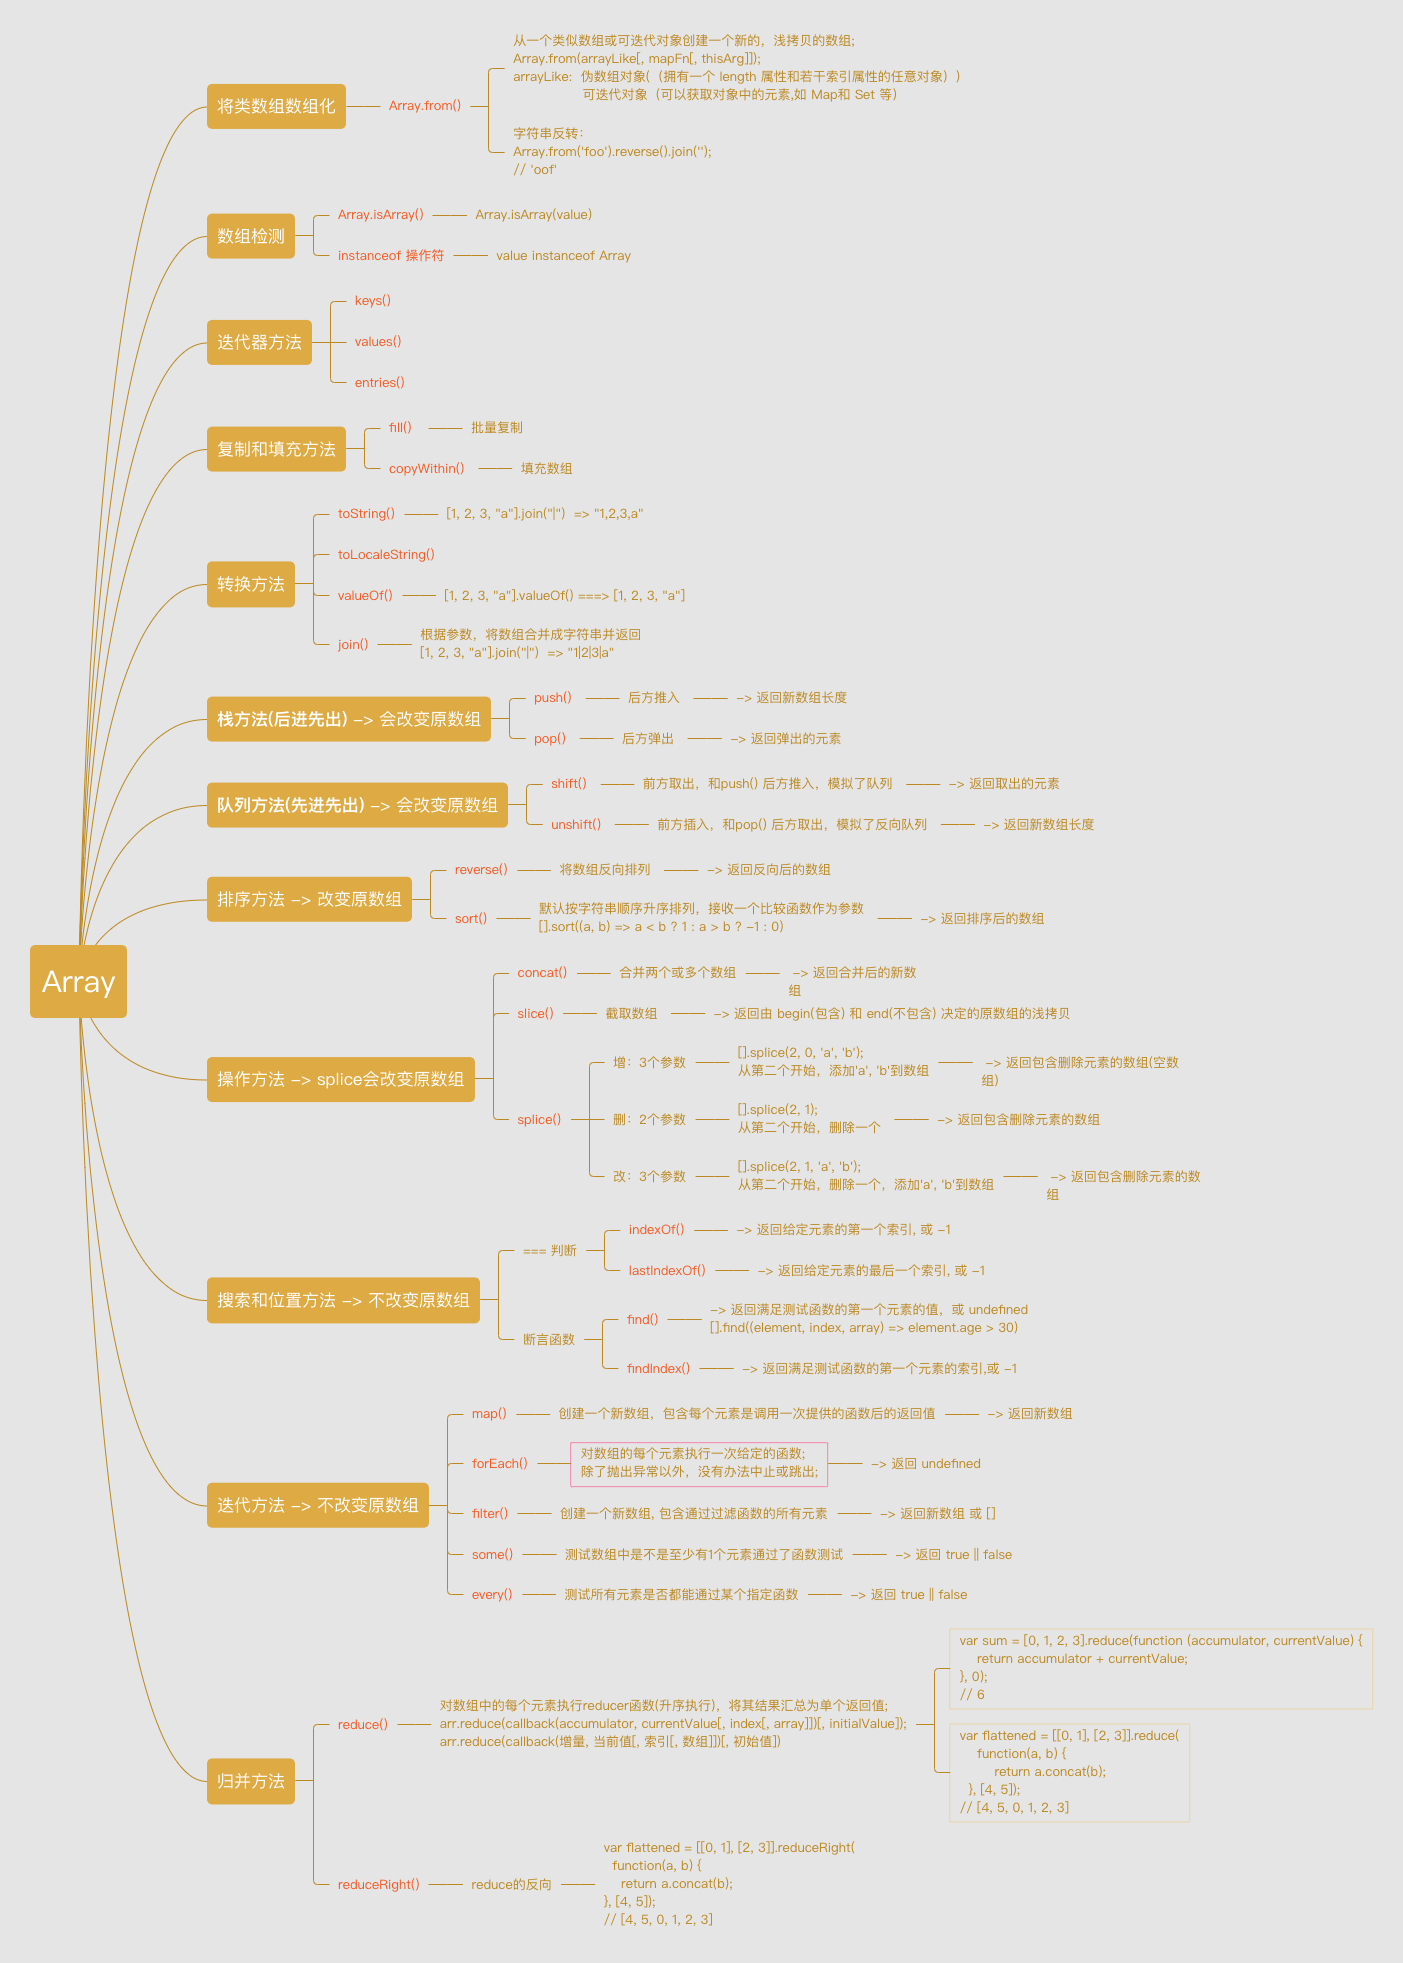 Array
将类数组数组化
Array.from()
从一个类似数组或可迭代对象创建一个新的，浅拷贝的数组;
Array.from(arrayLike[, mapFn[, thisArg]]);
arrayLike:  伪数组对象(（拥有一个 length 属性和若干索引属性的任意对象）)
可迭代对象（可以获取对象中的元素,如 Map和 Set 等）
字符串反转：
Array.from('foo').reverse().join('');
// 'oof'
数组检测
Array.isArray()
Array.isArray(value)
instanceof 操作符
value instanceof Array
迭代器方法
keys()
values()
entries()
复制和填充方法
fill()
批量复制
copyWithin()
填充数组
转换方法
toString()
[1, 2, 3, "a"].join("|")  => "1,2,3,a"
toLocaleString()
valueOf()
[1, 2, 3, "a"].valueOf() ===> [1, 2, 3, "a"]
join()
根据参数，将数组合并成字符串并返回
[1, 2, 3, "a"].join("|")  => "1|2|3|a"
栈方法(后进先出) –> 会改变原数组
push()
后方推入
–> 返回新数组长度
pop()
后方弹出
–> 返回弹出的元素
队列方法(先进先出) –> 会改变原数组
shift()
前方取出，和push() 后方推入，模拟了队列
–> 返回取出的元素
unshift()
前方插入，和pop() 后方取出，模拟了反向队列
–> 返回新数组长度
排序方法 –> 改变原数组
reverse()
将数组反向排列
–> 返回反向后的数组
sort()
默认按字符串顺序升序排列，接收一个比较函数作为参数
[].sort((a, b) => a < b ? 1 : a > b ? –1 : 0)
–> 返回排序后的数组
操作方法 –> splice会改变原数组
concat()
合并两个或多个数组
–> 返回合并后的新数
组
slice()
截取数组
–> 返回由 begin(包含) 和 end(不包含) 决定的原数组的浅拷贝
splice()
增：3个参数
[].splice(2, 0, 'a', 'b');
从第二个开始，添加'a', 'b'到数组
–> 返回包含删除元素的数组(空数
组)
删：2个参数
[].splice(2, 1);
从第二个开始，删除一个
–> 返回包含删除元素的数组
改：3个参数
[].splice(2, 1, 'a', 'b');
从第二个开始，删除一个，添加'a', 'b'到数组
–> 返回包含删除元素的数
组
搜索和位置方法 –> 不改变原数组
=== 判断
indexOf()
–> 返回给定元素的第一个索引, 或 –1
lastIndexOf()
–> 返回给定元素的最后一个索引, 或 –1
断言函数
find()
–> 返回满足测试函数的第一个元素的值，或 undefined
[].find((element, index, array) => element.age > 30)
findIndex()
–> 返回满足测试函数的第一个元素的索引,或 –1
迭代方法 –> 不改变原数组
map()
创建一个新数组，包含每个元素是调用一次提供的函数后的返回值
–> 返回新数组
forEach()
对数组的每个元素执行一次给定的函数;
除了抛出异常以外，没有办法中止或跳出;
–> 返回 undefined
filter()
创建一个新数组, 包含通过过滤函数的所有元素
–> 返回新数组 或 []
some()
测试数组中是不是至少有1个元素通过了函数测试
–> 返回 true || false
every()
测试所有元素是否都能通过某个指定函数
–> 返回 true || false
归并方法
reduce()
对数组中的每个元素执行reducer函数(升序执行)，将其结果汇总为单个返回值;
arr.reduce(callback(accumulator, currentValue[, index[, array]])[, initialValue]);
arr.reduce(callback(增量, 当前值[, 索引[, 数组]])[, 初始值])
var sum = [0, 1, 2, 3].reduce(function (accumulator, currentValue) {
return accumulator + currentValue;
}, 0);
// 6
var flattened = [[0, 1], [2, 3]].reduce(
function(a, b) {
return a.concat(b);
}, [4, 5]);
// [4, 5, 0, 1, 2, 3]
reduceRight()
reduce的反向
var flattened = [[0, 1], [2, 3]].reduceRight(
function(a, b) {
return a.concat(b);
}, [4, 5]);
// [4, 5, 0, 1, 2, 3]